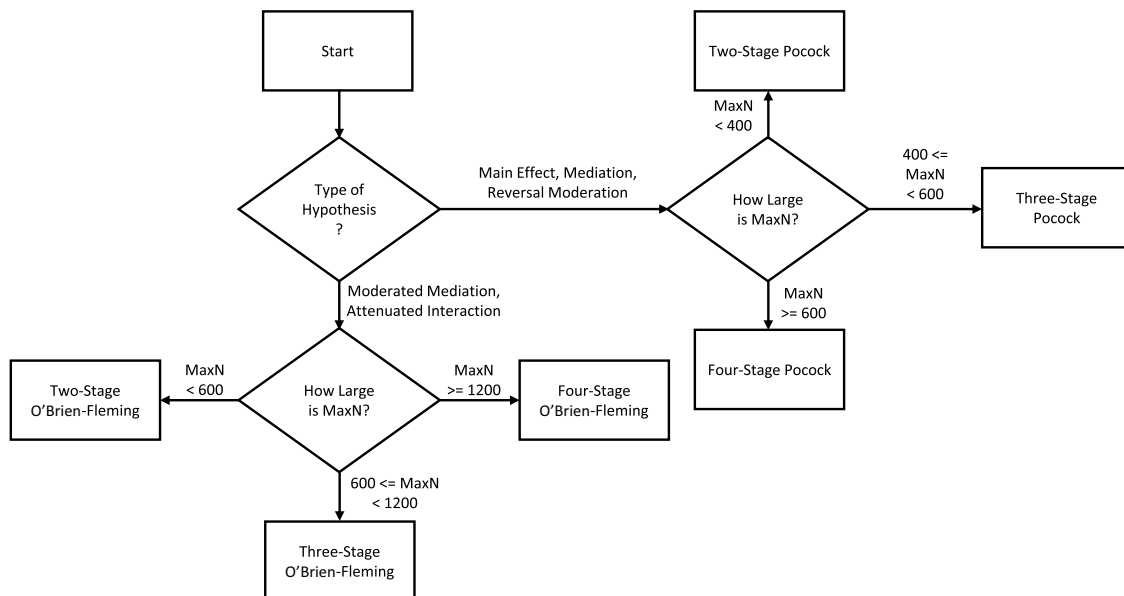 Start
Type of
Hypothesis
?
Main Effect, Mediation,
Reversal Moderation
How Large
is MaxN?
MaxN
< 400
Two-Stage Pocock
400 <=
MaxN
< 600
Three-Stage
Pocock
MaxN
>= 600
Four-Stage Pocock
Moderated Mediation,
Attenuated Interaction
How Large
is MaxN?
MaxN
< 600
Two-Stage
O’Brien-Fleming
MaxN
>= 1200
Four-Stage
O’Brien-Fleming
600 <= MaxN
< 1200
Three-Stage
O’Brien-Fleming